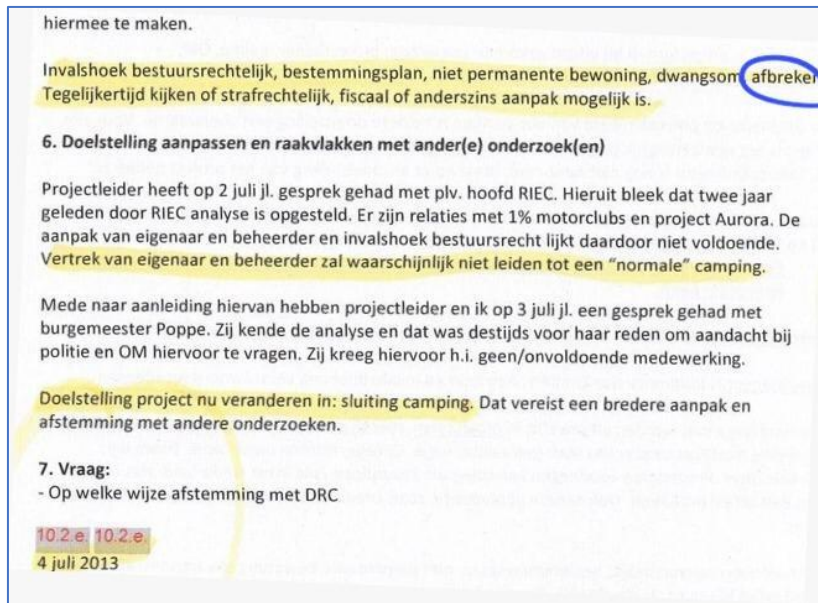 hiermee te maken.
Invalshoek bestuursrechtelijk, bestemmingsplan, niet permanente bewoning, dwangsom, afbreken
Tegelijkertijd kijken of strafrechtelijk, fiscaal of anderszins aanpak mogelijk is.
6. Doelstelling aanpassen en raakvlakken met ander(e) onderzoek(en)
Projectleider heeft op 2 juli jl. gesprek gehad met plv. hoofd RIEC. Hieruit bleek dat twee jaar
geleden door RIEC analyse is opgesteld. Er zijn relaties met 1% motorclubs en project Aurora. De
aanpak van eigenaar en beheerder en invalshoek bestuursrecht lijkt daardoor niet voldoende.
Vertrek van eigenaar en beheerder zal waarschijnlijk niet leiden tot een "normale" camping.
Mede naar aanleiding hiervan hebben projectleider en ik op 3 juli jl. een gesprek gehad met
burgemeester Poppe. Zij kende de analyse en dat was destijds voor haar reden om aandacht bij
politie en OM hiervoor te vragen. Zij kreeg hiervoor h.i. geen/onvoldoende medewerking.
Doelstelling project nu veranderen in: sluiting camping. Dat vereist een bredere aanpak en
afstemming met andere onderzoeken.
7. Vraag:
- Op welke wijze afstemming met DRC
10.2.e. 10.2.e.
4 juli 2013